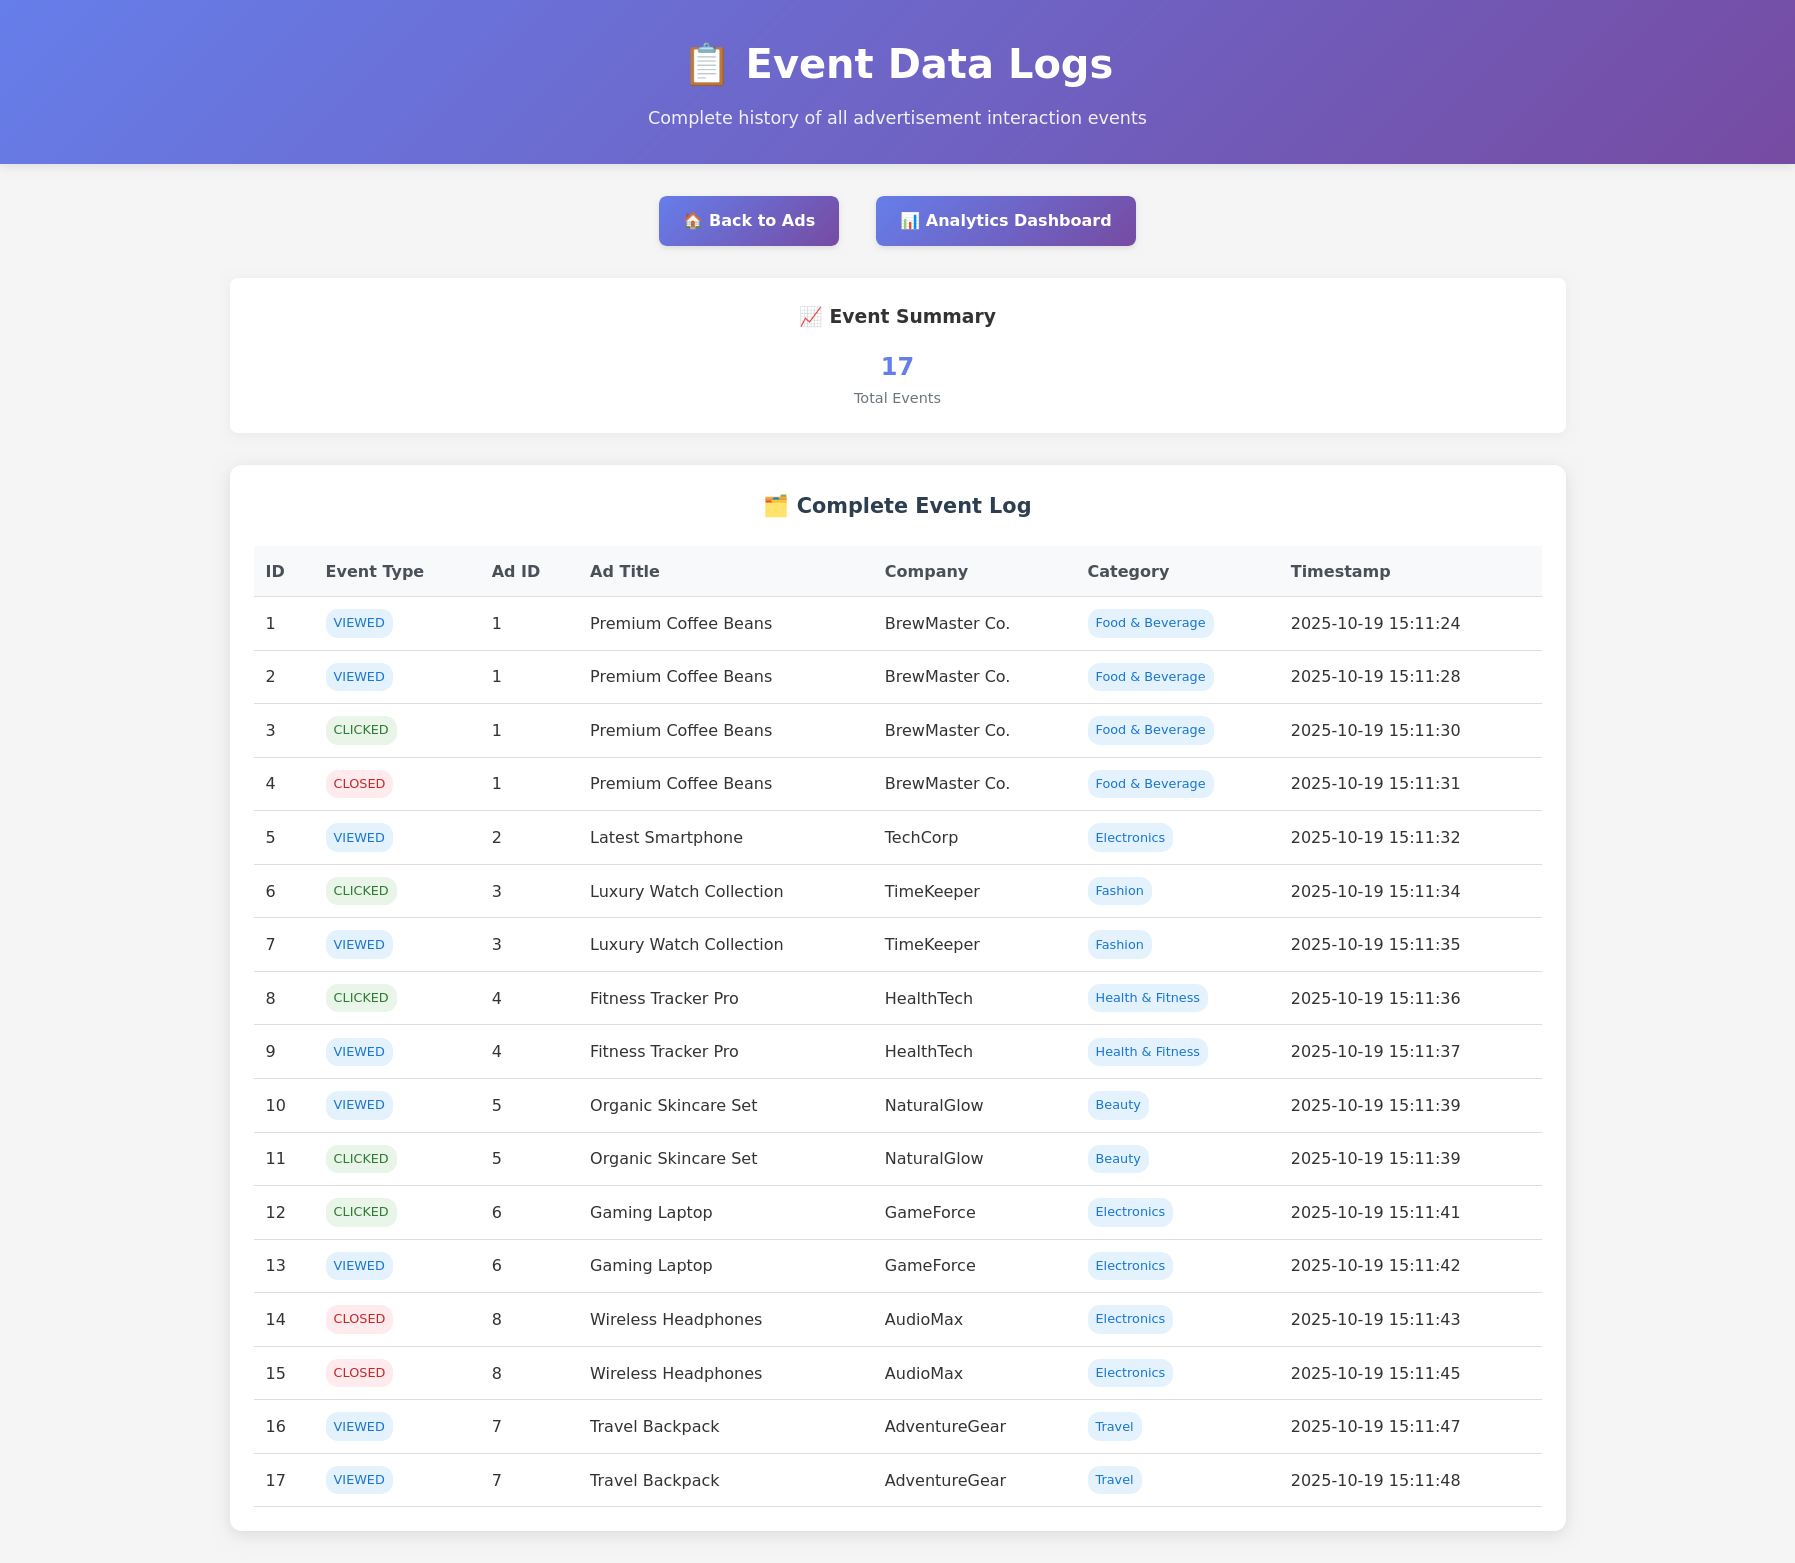 📋 Event Data Logs
Complete history of all advertisement interaction events
🏠 Back to Ads 📊 Analytics Dashboard
📈 Event Summary
17
Total Events
🗂️ Complete Event Log
ID Event Type Ad ID Ad Title Company Category Timestamp
1 VIEWED 1 Premium Coffee Beans BrewMaster Co. Food & Beverage 2025-10-19 15:11:24
2 VIEWED 1 Premium Coffee Beans BrewMaster Co. Food & Beverage 2025-10-19 15:11:28
3 CLICKED 1 Premium Coffee Beans BrewMaster Co. Food & Beverage 2025-10-19 15:11:30
4 CLOSED 1 Premium Coffee Beans BrewMaster Co. Food & Beverage 2025-10-19 15:11:31
5 VIEWED 2 Latest Smartphone TechCorp Electronics 2025-10-19 15:11:32
6 CLICKED 3 Luxury Watch Collection TimeKeeper Fashion 2025-10-19 15:11:34
7 VIEWED 3 Luxury Watch Collection TimeKeeper Fashion 2025-10-19 15:11:35
8 CLICKED 4 Fitness Tracker Pro HealthTech Health & Fitness 2025-10-19 15:11:36
9 VIEWED 4 Fitness Tracker Pro HealthTech Health & Fitness 2025-10-19 15:11:37
10 VIEWED 5 Organic Skincare Set NaturalGlow Beauty 2025-10-19 15:11:39
11 CLICKED 5 Organic Skincare Set NaturalGlow Beauty 2025-10-19 15:11:39
12 CLICKED 6 Gaming Laptop GameForce Electronics 2025-10-19 15:11:41
13 VIEWED 6 Gaming Laptop GameForce Electronics 2025-10-19 15:11:42
14 CLOSED 8 Wireless Headphones AudioMax Electronics 2025-10-19 15:11:43
15 CLOSED 8 Wireless Headphones AudioMax Electronics 2025-10-19 15:11:45
16 VIEWED 7 Travel Backpack AdventureGear Travel 2025-10-19 15:11:47
17 VIEWED 7 Travel Backpack AdventureGear Travel 2025-10-19 15:11:48